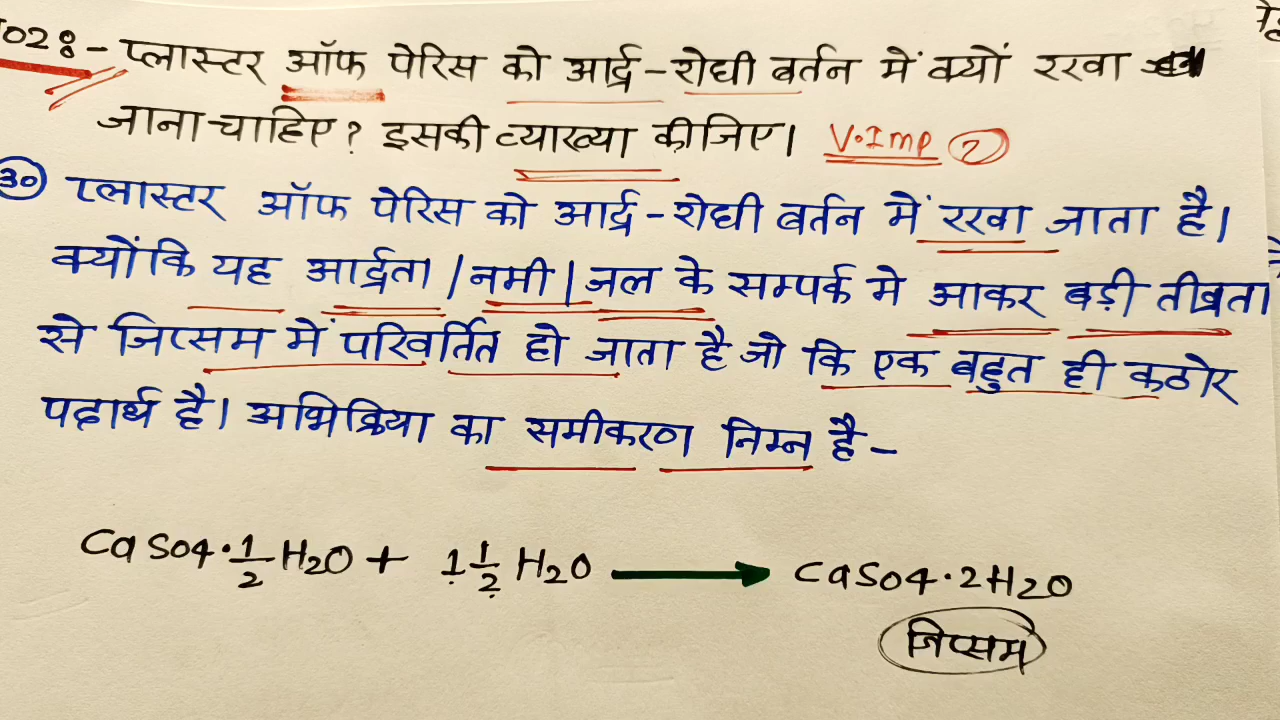 02:- प्लास्टर ऑफ पेरिस को आर्द्र-रोधी बर्तन में क्यों रखा
जाना चाहिए? इसकी व्याख्या कीजिए। V.Imp 2
30 प्लास्टर ऑफ पेरिस को आर्द्र-रोधी बर्तन में रखा जाता है।
क्योंकि यह आर्द्रता/नमी/जल के सम्पर्क मे आकर बड़ी तीव्रता
से जिप्सम में परिवर्तित हो जाता है जो कि एक बहुत ही कठोर
पदार्थ है। अभिक्रिया का समीकरण निम्न है-
CaSO4·1/2 H2O + 1 1/2 H2O ⟶ CaSO4·2H2O
जिप्सम